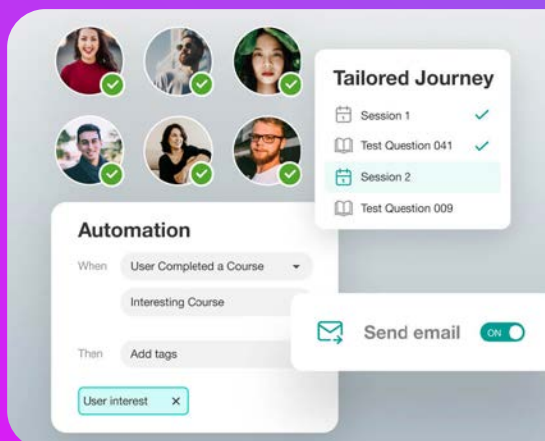 Tailored Journey
Session 1
Test Question 041
Session 2
Test Question 009
Automation
When User Completed a Course
Interesting Course
Then Add tags
User interest X
Send email ON